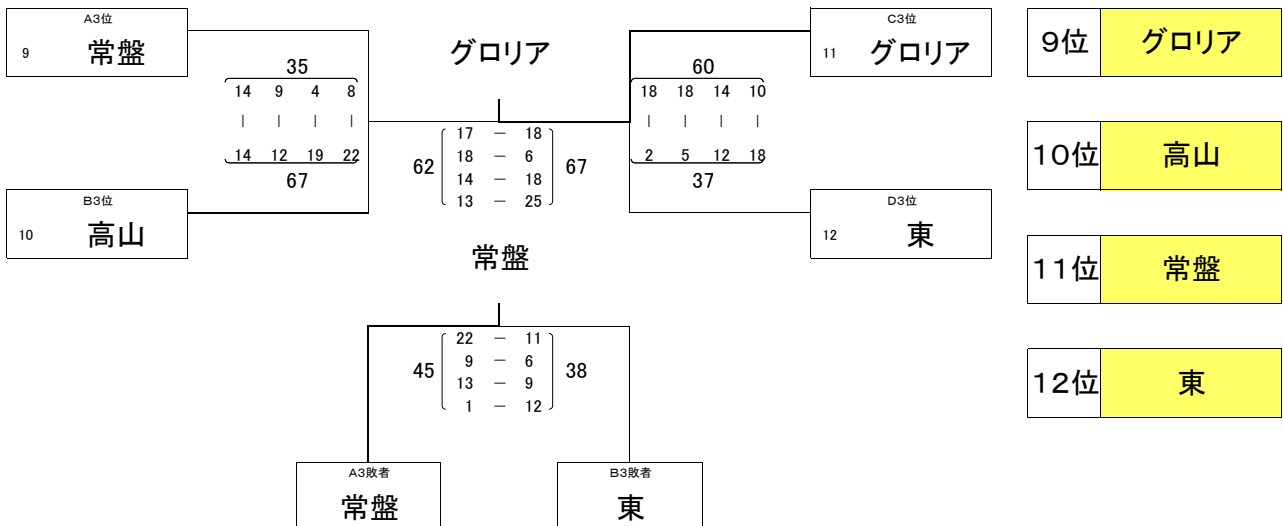 A3位
9 常盤
35
14 9 4 8
| | | |
14 12 19 22
67
B3位
10 高山
グロリア
62 67
17 － 18
18 － 6
14 － 18
13 － 25
常盤
C3位
11 グロリア
60
18 18 14 10
| | | |
2 5 12 18
37
D3位
12 東
45 38
22 － 11
9 － 6
13 － 9
1 － 12
A3敗者
常盤
B3敗者
東
9位 グロリア
10位 高山
11位 常盤
12位 東